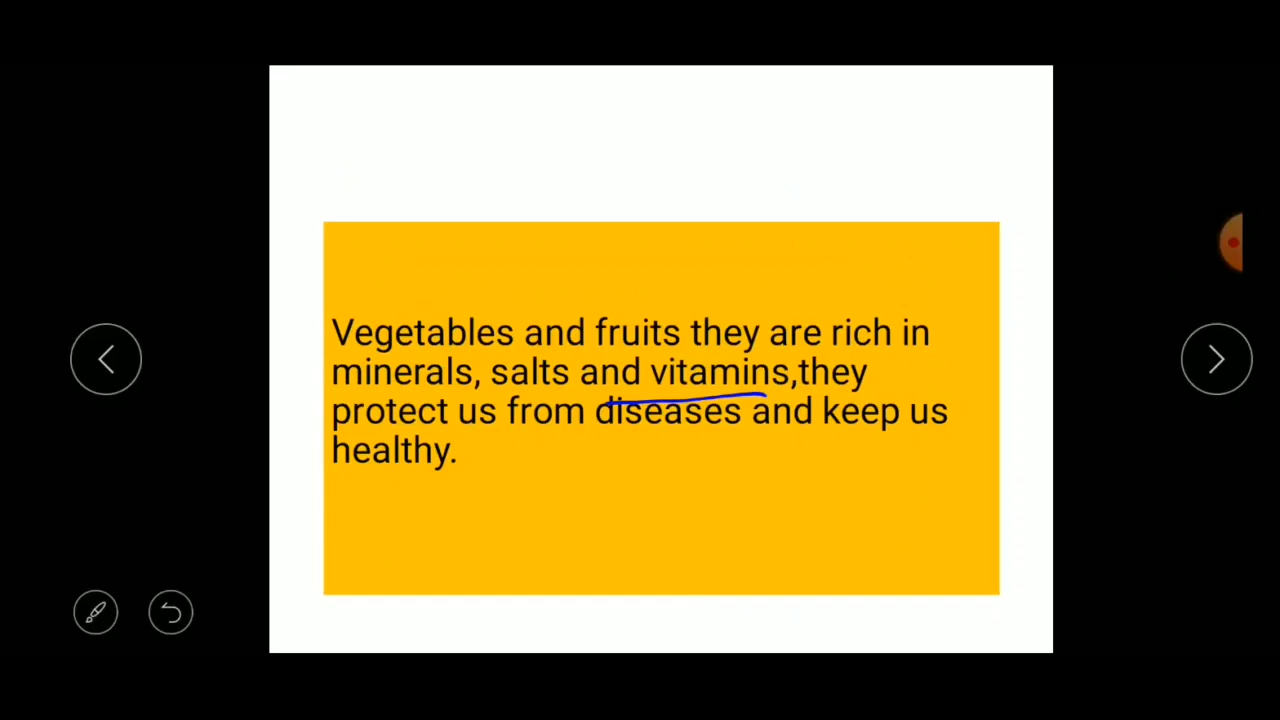 Vegetables and fruits they are rich in
minerals, salts and vitamins,they
protect us from diseases and keep us
healthy.